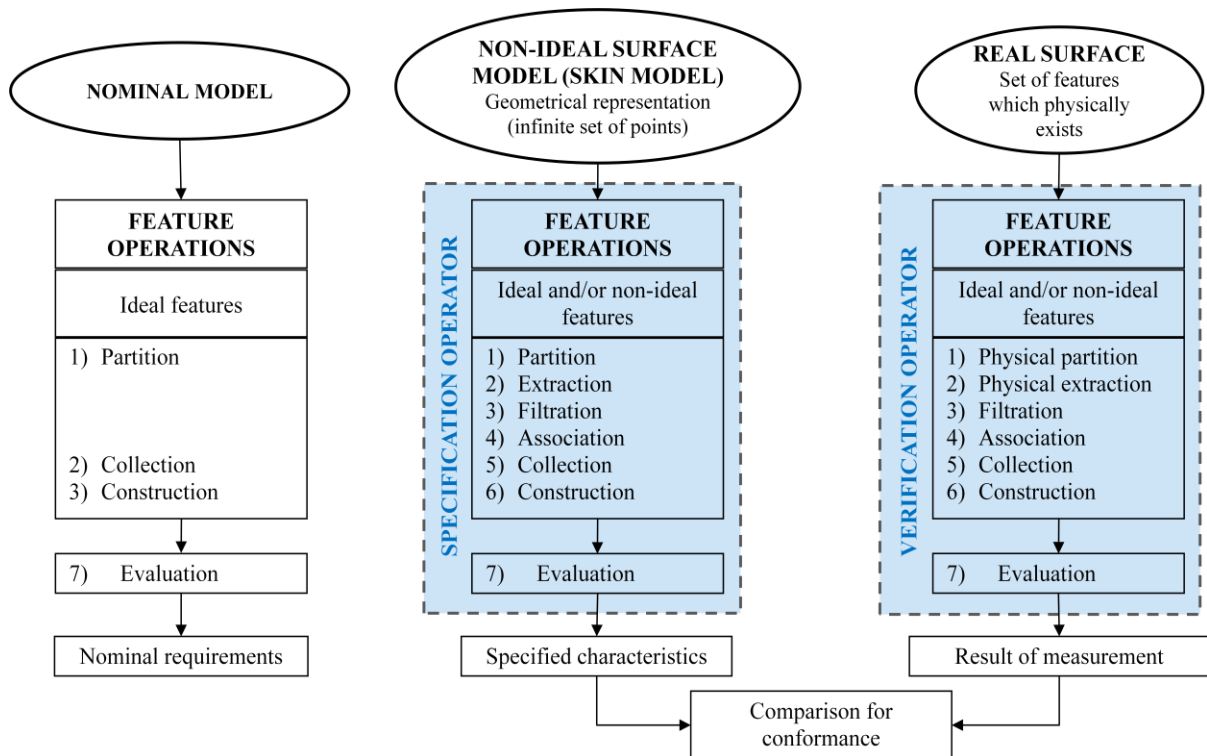 NOMINAL MODEL
FEATURE
OPERATIONS
Ideal features
1) Partition
2) Collection
3) Construction
7) Evaluation
Nominal requirements
NON-IDEAL SURFACE
MODEL (SKIN MODEL)
Geometrical representation
(infinite set of points)
SPECIFICATION OPERATOR
FEATURE
OPERATIONS
Ideal and/or non-ideal
features
1) Partition
2) Extraction
3) Filtration
4) Association
5) Collection
6) Construction
7) Evaluation
Specified characteristics
REAL SURFACE
Set of features
which physically
exists
VERIFICATION OPERATOR
FEATURE
OPERATIONS
Ideal and/or non-ideal
features
1) Physical partition
2) Physical extraction
3) Filtration
4) Association
5) Collection
6) Construction
7) Evaluation
Result of measurement
Comparison for
conformance